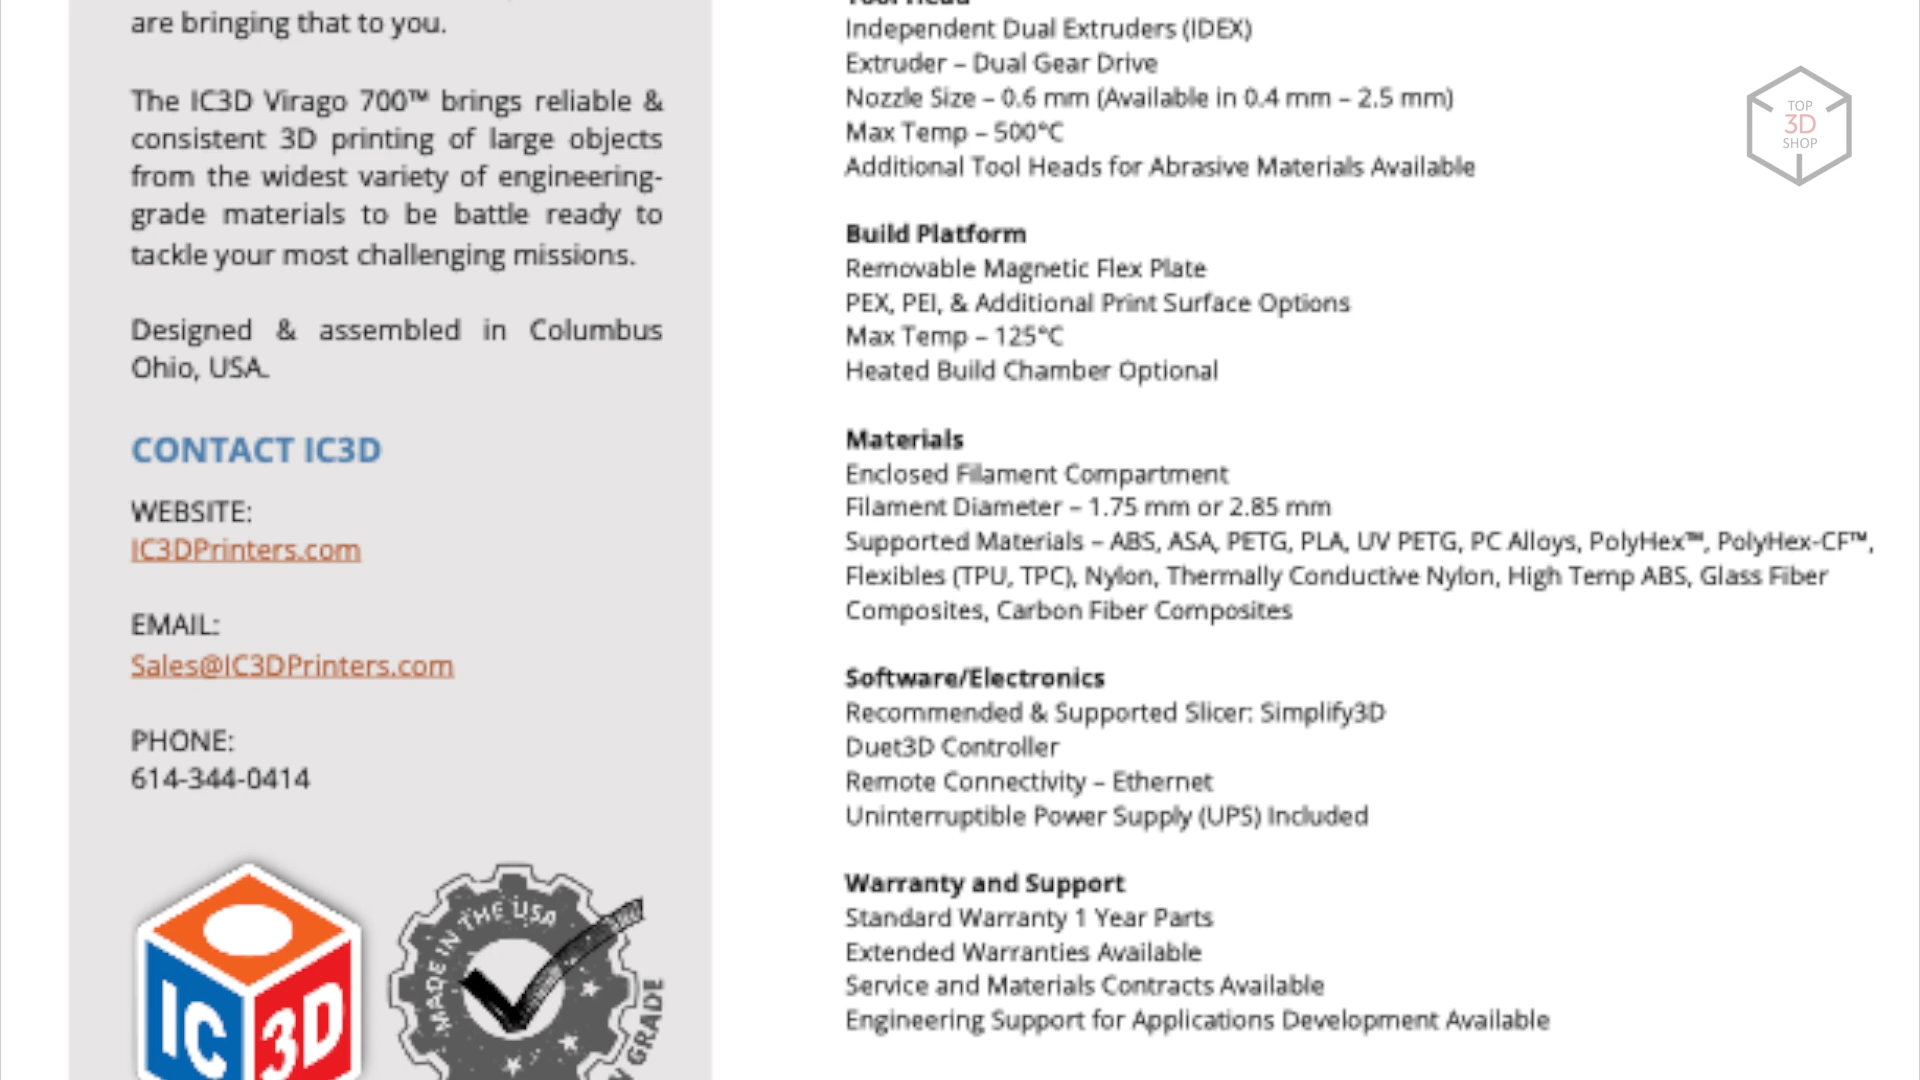 are bringing that to you.
The IC3D Virago 700™ brings reliable &
consistent 3D printing of large objects
from the widest variety of engineering-
grade materials to be battle ready to
tackle your most challenging missions.
Designed & assembled in Columbus
Ohio, USA.
CONTACT IC3D
WEBSITE:
IC3DPrinters.com
EMAIL:
Sales@IC3DPrinters.com
PHONE:
614-344-0414
IC 3D
MADE IN THE USA
GRADE
Tool Head
Independent Dual Extruders (IDEX)
Extruder – Dual Gear Drive
Nozzle Size – 0.6 mm (Available in 0.4 mm – 2.5 mm)
Max Temp – 500°C
Additional Tool Heads for Abrasive Materials Available
Build Platform
Removable Magnetic Flex Plate
PEX, PEI, & Additional Print Surface Options
Max Temp – 125°C
Heated Build Chamber Optional
Materials
Enclosed Filament Compartment
Filament Diameter – 1.75 mm or 2.85 mm
Supported Materials – ABS, ASA, PETG, PLA, UV PETG, PC Alloys, PolyHex™, PolyHex-CF™,
Flexibles (TPU, TPC), Nylon, Thermally Conductive Nylon, High Temp ABS, Glass Fiber
Composites, Carbon Fiber Composites
Software/Electronics
Recommended & Supported Slicer: Simplify3D
Duet3D Controller
Remote Connectivity – Ethernet
Uninterruptible Power Supply (UPS) Included
Warranty and Support
Standard Warranty 1 Year Parts
Extended Warranties Available
Service and Materials Contracts Available
Engineering Support for Applications Development Available
TOP
3D
SHOP